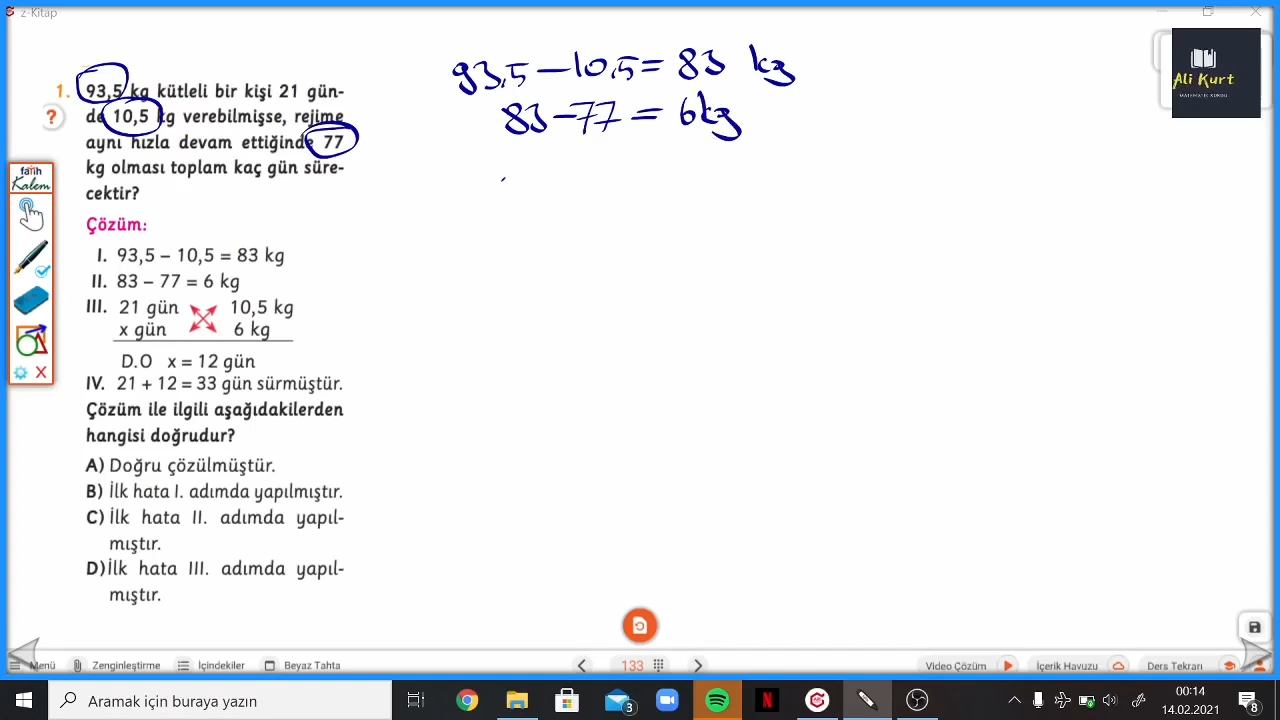 z-Kitap
93,5 – 10,5 = 83 kg
83 – 77 = 6 kg
Ali Kurt
1. 93,5 kg kütleli bir kişi 21 gün-
de 10,5 kg verebilmişse, rejime
aynı hızla devam ettiğinde 77
kg olması toplam kaç gün süre-
cektir?
?
fatih
Kalem
Çözüm:
I. 93,5 – 10,5 = 83 kg
II. 83 – 77 = 6 kg
III. 21 gün 10,5 kg
x gün 6 kg
D.O x = 12 gün
IV. 21 + 12 = 33 gün sürmüştür.
Çözüm ile ilgili aşağıdakilerden
hangisi doğrudur?
A) Doğru çözülmüştür.
B) İlk hata I. adımda yapılmıştır.
C) İlk hata II. adımda yapıl-
mıştır.
D) İlk hata III. adımda yapıl-
mıştır.
Menü Zenginleştirme İçindekiler Beyaz Tahta 133 Video Çözüm İçerik Havuzu Ders Tekrarı
Aramak için buraya yazın
3
00:14
14.02.2021
8